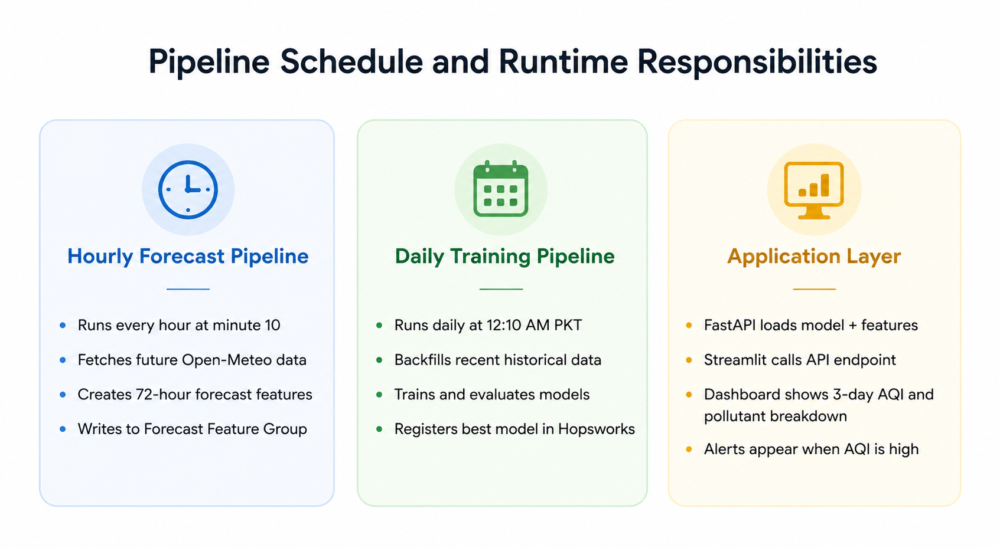 Pipeline Schedule and Runtime Responsibilities
Hourly Forecast Pipeline
• Runs every hour at minute 10
• Fetches future Open-Meteo data
• Creates 72-hour forecast features
• Writes to Forecast Feature Group
Daily Training Pipeline
• Runs daily at 12:10 AM PKT
• Backfills recent historical data
• Trains and evaluates models
• Registers best model in Hopsworks
Application Layer
• FastAPI loads model + features
• Streamlit calls API endpoint
• Dashboard shows 3-day AQI and
pollutant breakdown
• Alerts appear when AQI is high